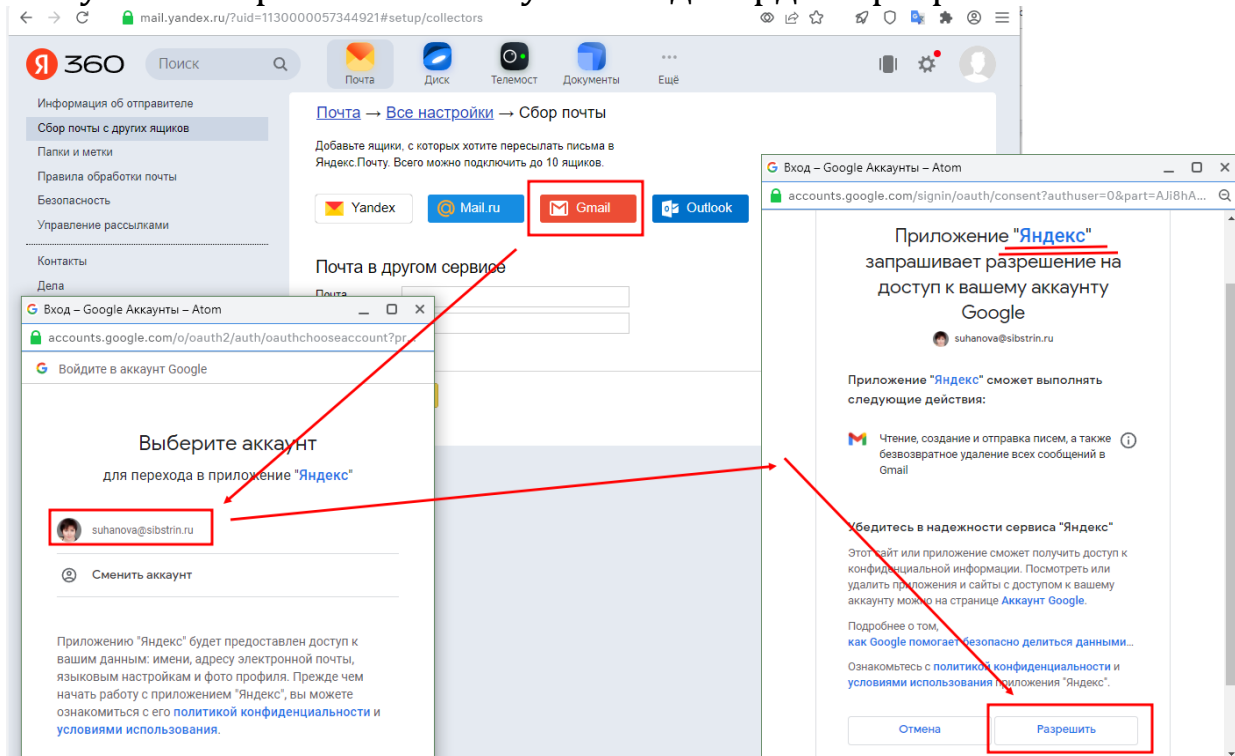 mail.yandex.ru/?uid=1130000057344921#setup/collectors
Я 360
Поиск
Почта
Диск
Телемост
Документы
Ещё
Информация об отправителе
Сбор почты с других ящиков
Папки и метки
Правила обработки почты
Безопасность
Управление рассылками
Контакты
Дела
Почта → Все настройки → Сбор почты
Добавьте ящики, с которых хотите пересылать письма в
Яндекс.Почту. Всего можно подключить до 10 ящиков.
Yandex
@ Mail.ru
Gmail
Outlook
Почта в другом сервисе
Почта
G Вход – Google Аккаунты – Atom
accounts.google.com/o/oauth2/auth/oauthchooseaccount?pr...
G Войдите в аккаунт Google
Выберите аккаунт
для перехода в приложение "Яндекс"
suhanova@sibstrin.ru
Сменить аккаунт
Приложению "Яндекс" будет предоставлен доступ к
вашим данным: имени, адресу электронной почты,
языковым настройкам и фото профиля. Прежде чем
начать работу с приложением "Яндекс", вы можете
ознакомиться с его политикой конфиденциальности и
условиями использования.
G Вход – Google Аккаунты – Atom
accounts.google.com/signin/oauth/consent?authuser=0&part=AJi8hA...
Приложение "Яндекс"
запрашивает разрешение на
доступ к вашему аккаунту
Google
suhanova@sibstrin.ru
Приложение "Яндекс" сможет выполнять
следующие действия:
Чтение, создание и отправка писем, а также
безвозвратное удаление всех сообщений в
Gmail
Убедитесь в надежности сервиса "Яндекс"
Этот сайт или приложение сможет получить доступ к
конфиденциальной информации. Посмотреть или
удалить приложения и сайты с доступом к вашему
аккаунту можно на странице Аккаунт Google.
Подробнее о том,
как Google помогает безопасно делиться данными...
Ознакомьтесь с политикой конфиденциальности и
условиями использования приложения "Яндекс".
Отмена
Разрешить